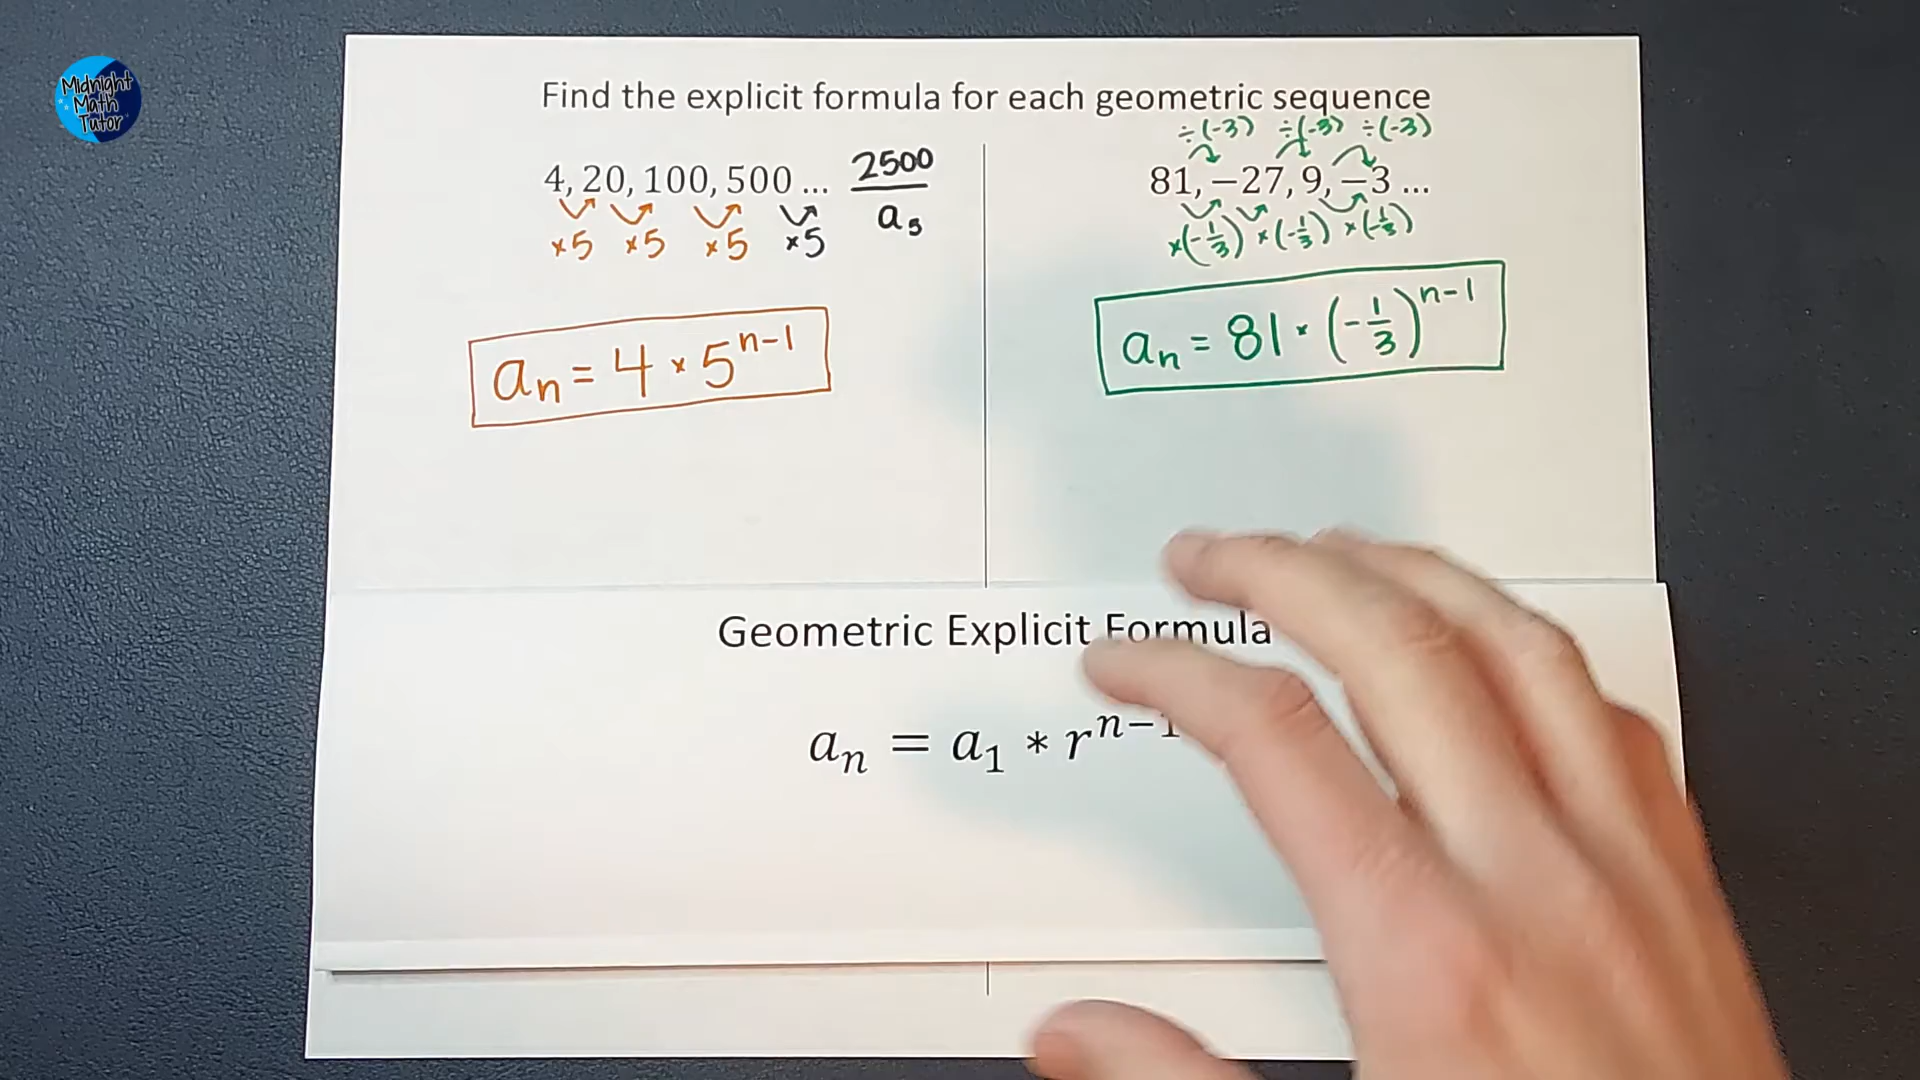 Midnight
Math
Tutor
Find the explicit formula for each geometric sequence
4, 20, 100, 500 ... 2500
a₅
×5 ×5 ×5 ×5
aₙ = 4 * 5ⁿ⁻¹
÷(-3) ÷(-3) ÷(-3)
81, −27, 9, −3 ...
×(-1/3) ×(-1/3) ×(-1/3)
aₙ = 81 * (-1/3)ⁿ⁻¹
Geometric Explicit Formula
aₙ = a₁ * rⁿ⁻¹